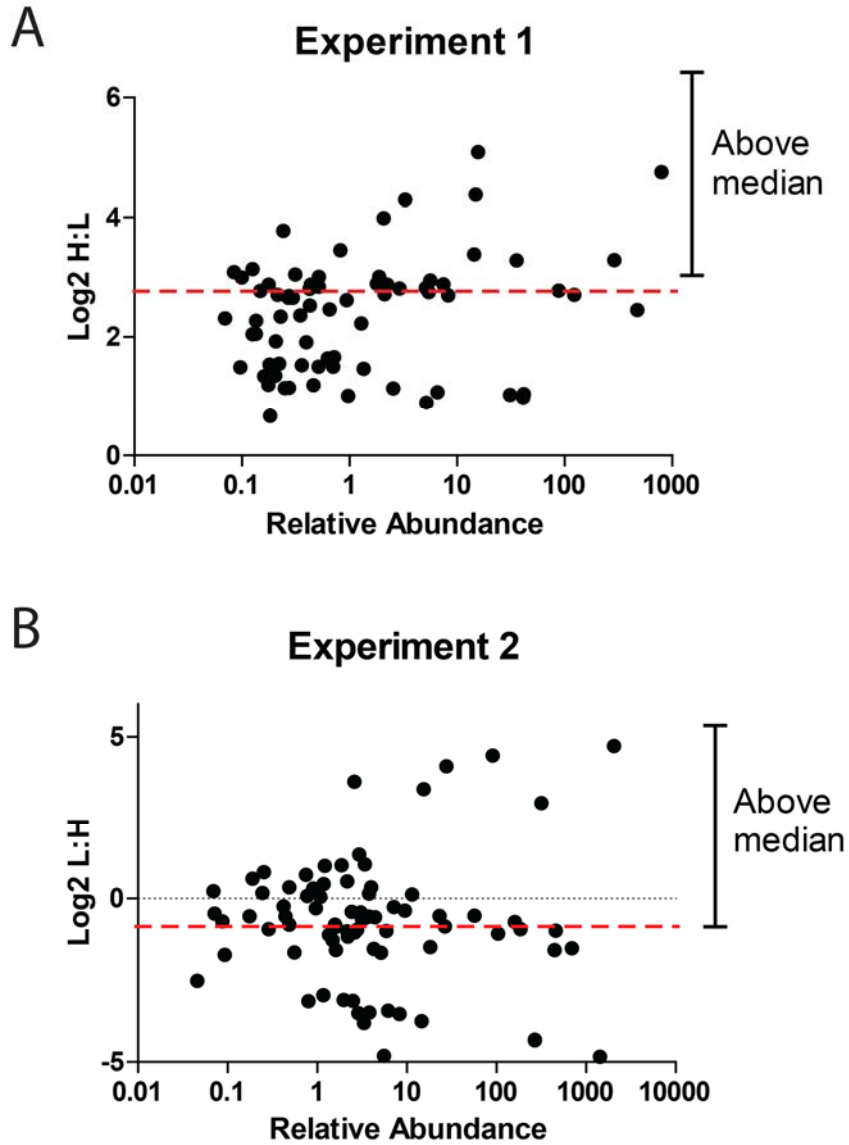 A
Experiment 1
6
4
2
0
Log2 H:L
0.01 0.1 1 10 100 1000
Relative Abundance
Above
median
B
Experiment 2
5
0
-5
Log2 L:H
0.01 0.1 1 10 100 1000 10000
Relative Abundance
Above
median